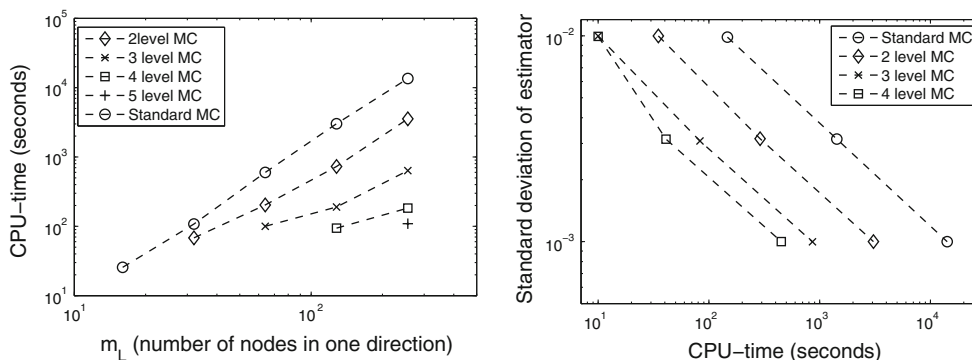 10^5
10^4
10^3
10^2
10^1
CPU−time (seconds)
2level MC
3 level MC
4 level MC
5 level MC
Standard MC
10^1
10^2
m_L (number of nodes in one direction)
10^−2
10^−3
Standard deviation of estimator
Standard MC
2 level MC
3 level MC
4 level MC
10^1
10^2
10^3
10^4
CPU−time (seconds)